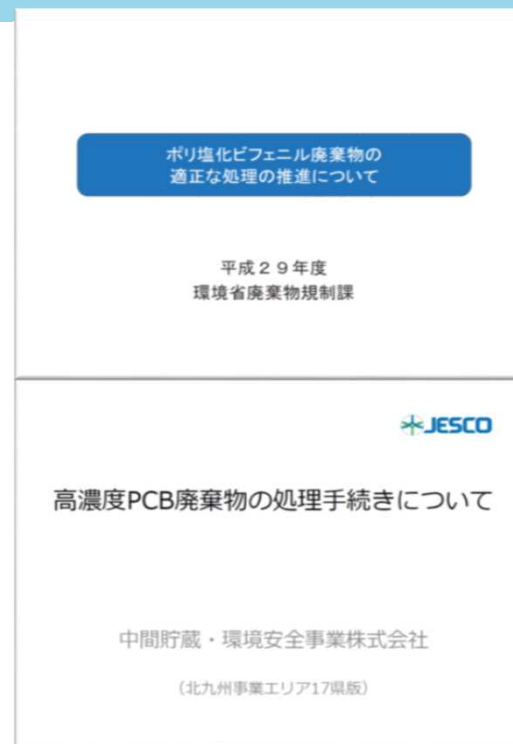 ポリ塩化ビフェニル廃棄物の
適正な処理の推進について
平成２９年度
環境省廃棄物規制課
JESCO
高濃度PCB廃棄物の処理手続きについて
中間貯蔵・環境安全事業株式会社
（北九州事業エリア17県版）